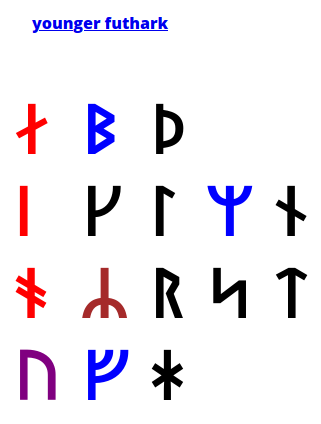 younger futhark
ᛅ ᛒ ᚦ
ᛁ ᚴ ᛚ ᛘ ᚾ
ᚬ ᛦ ᚱ ᛋ ᛏ
ᚢ ᚠ ᚼ